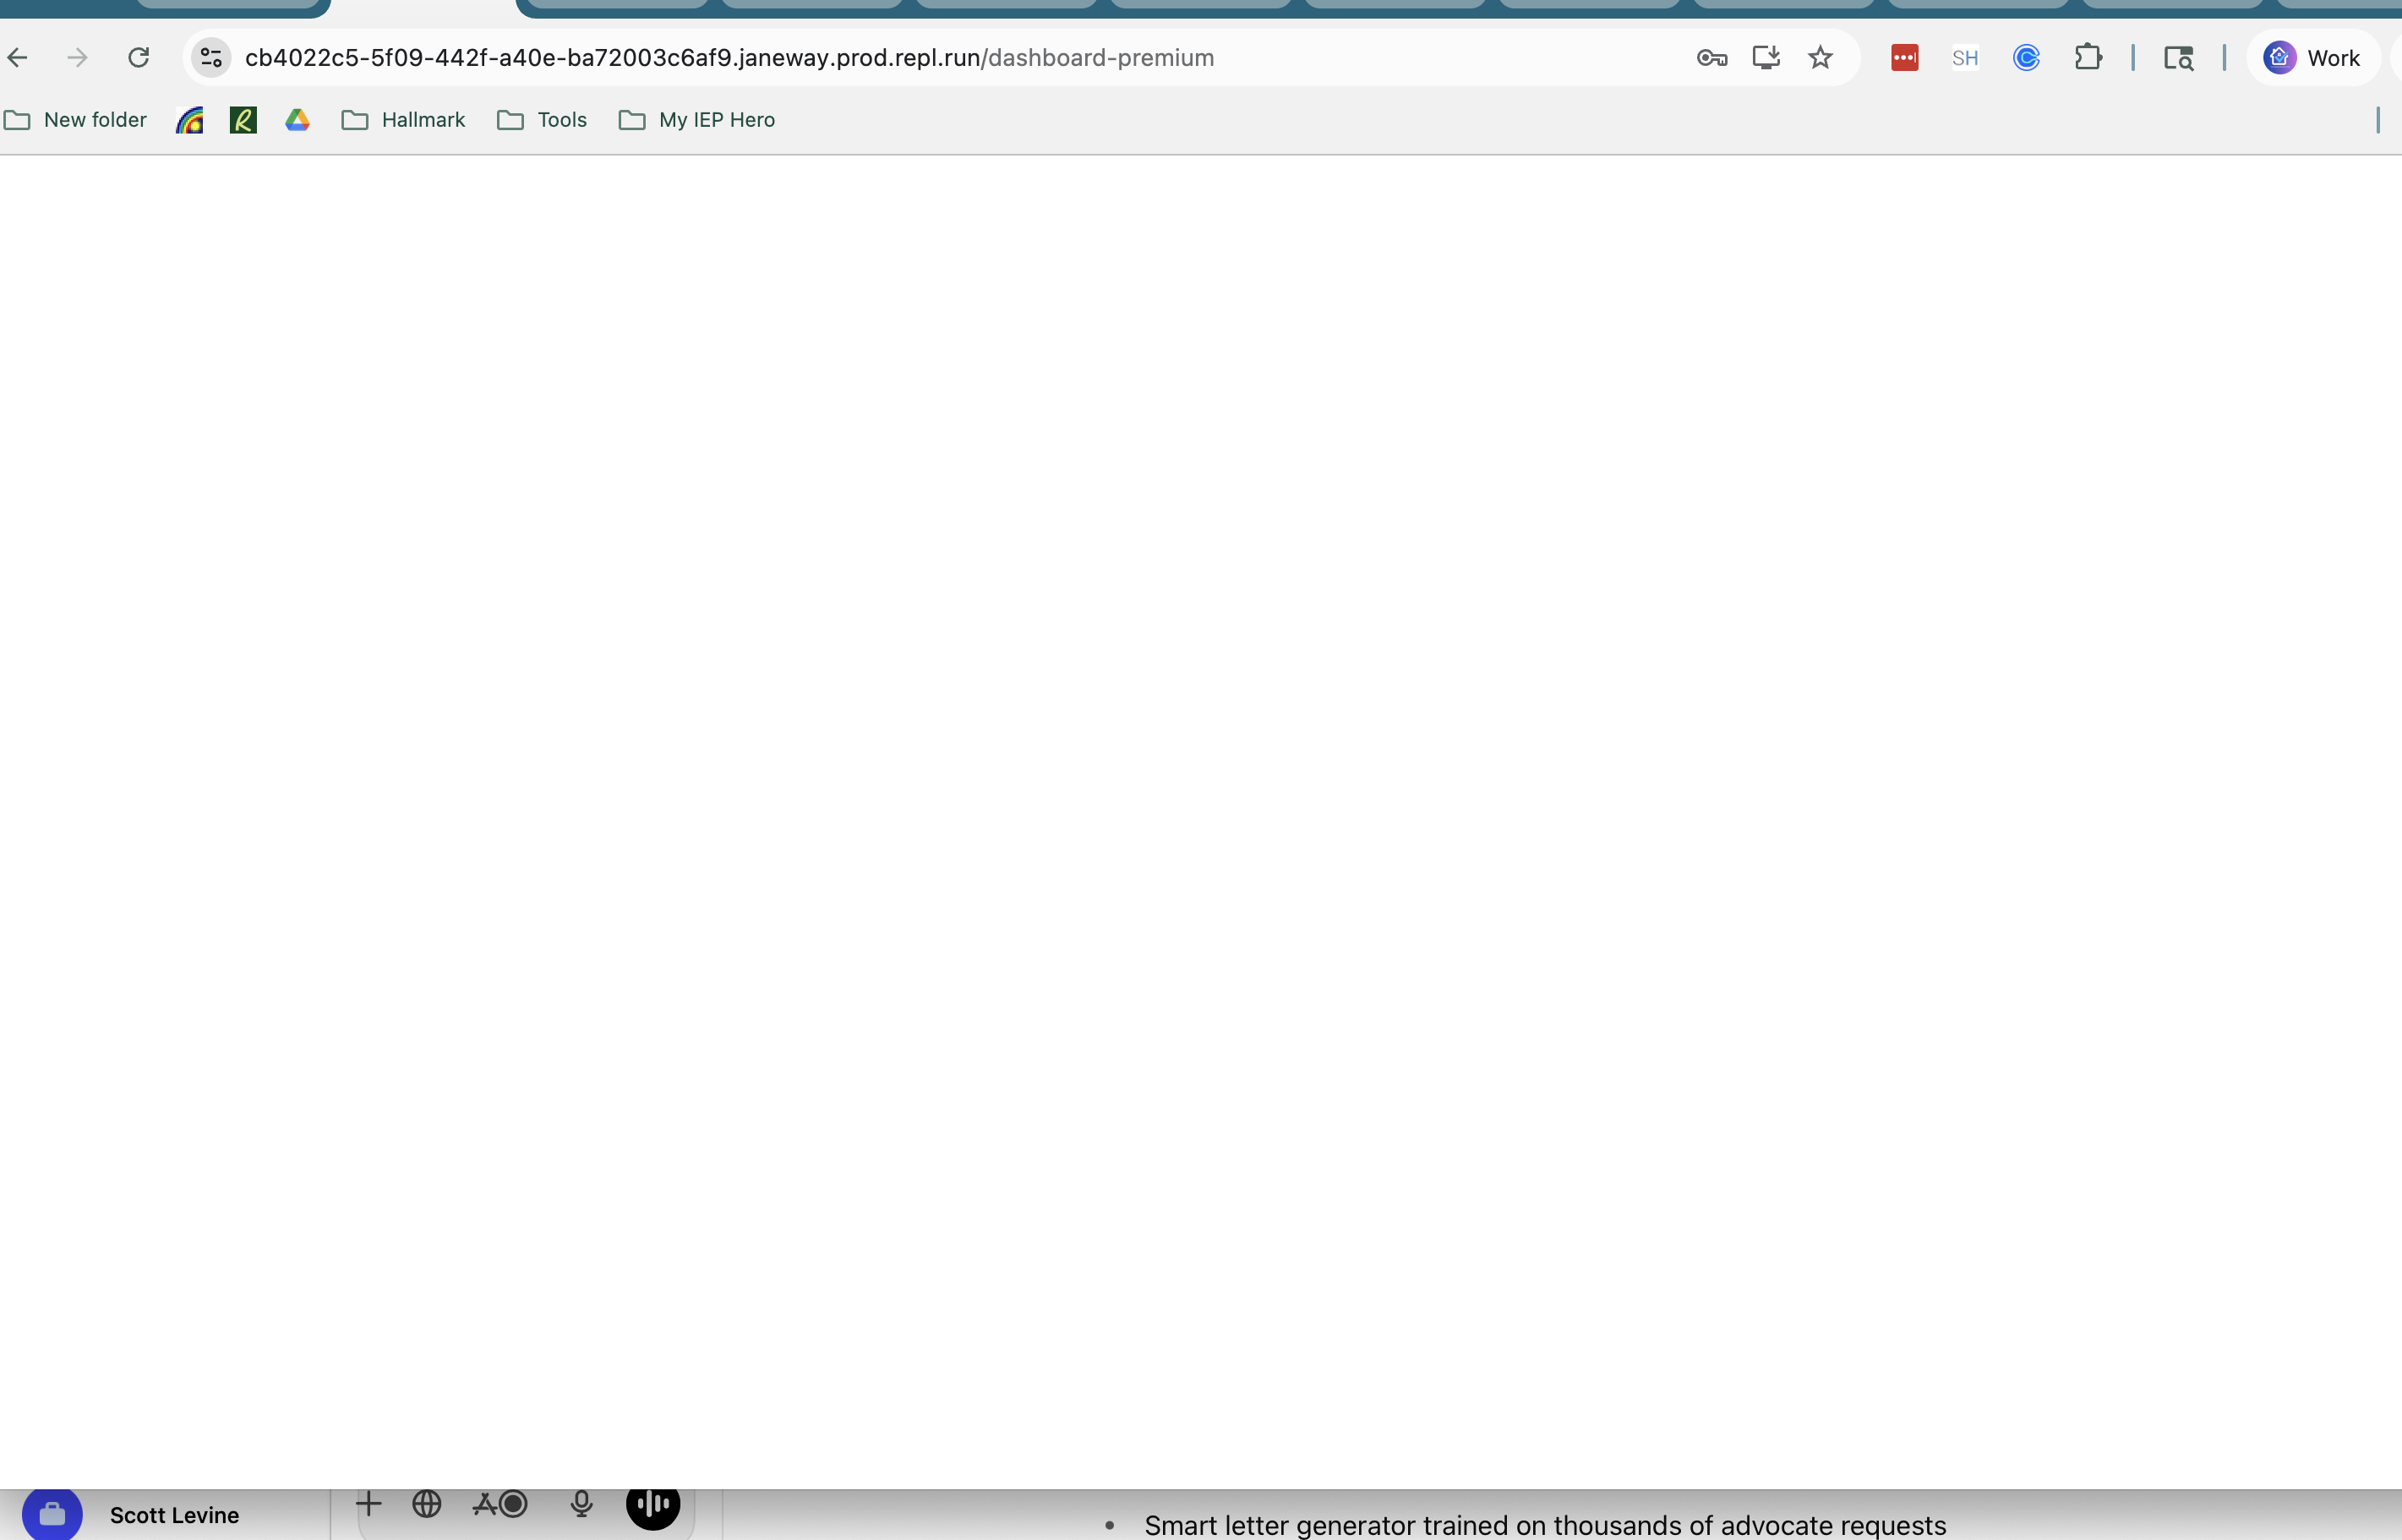 cb4022c5-5f09-442f-a40e-ba72003c6af9.janeway.prod.repl.run/dashboard-premium
SH
Work
New folder
R
Hallmark
Tools
My IEP Hero
Scott Levine
• Smart letter generator trained on thousands of advocate requests